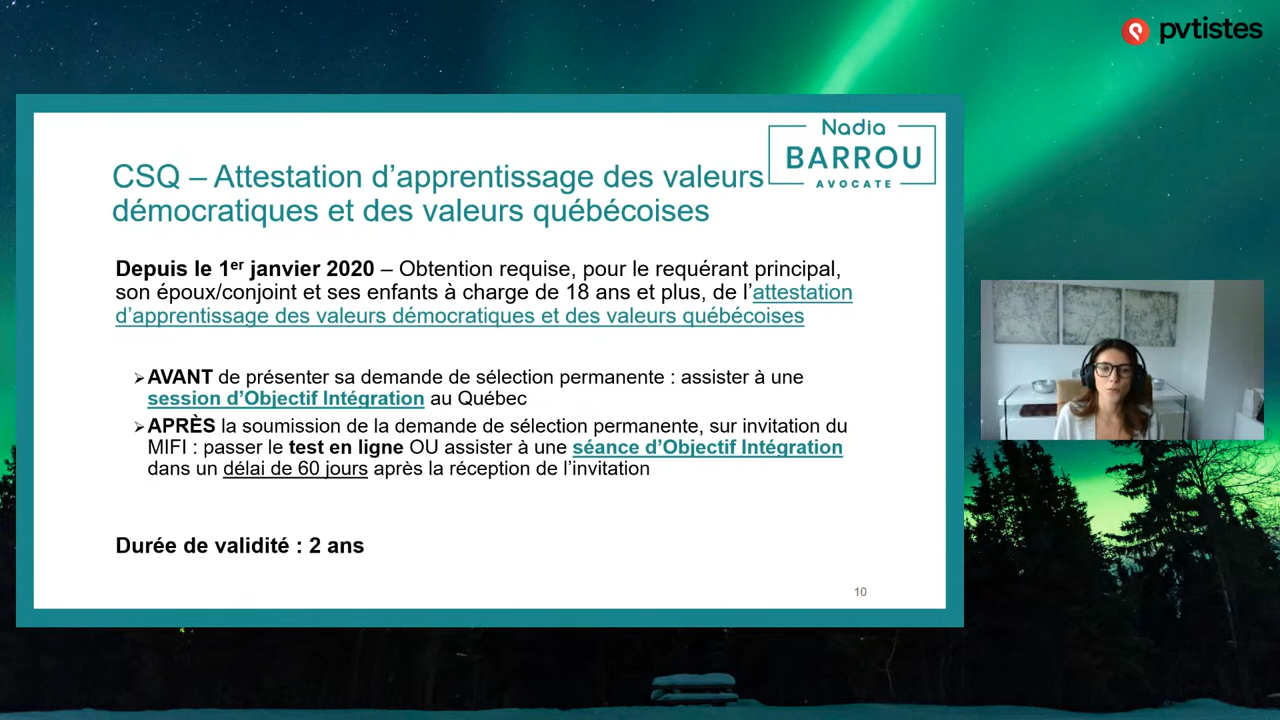 pvtistes
Nadia
BARROU
AVOCATE
CSQ – Attestation d’apprentissage des valeurs
démocratiques et des valeurs québécoises
Depuis le 1er janvier 2020 – Obtention requise, pour le requérant principal,
son époux/conjoint et ses enfants à charge de 18 ans et plus, de l’attestation
d’apprentissage des valeurs démocratiques et des valeurs québécoises
➢AVANT de présenter sa demande de sélection permanente : assister à une
session d’Objectif Intégration au Québec
➢APRÈS la soumission de la demande de sélection permanente, sur invitation du
MIFI : passer le test en ligne OU assister à une séance d’Objectif Intégration
dans un délai de 60 jours après la réception de l’invitation
Durée de validité : 2 ans
10